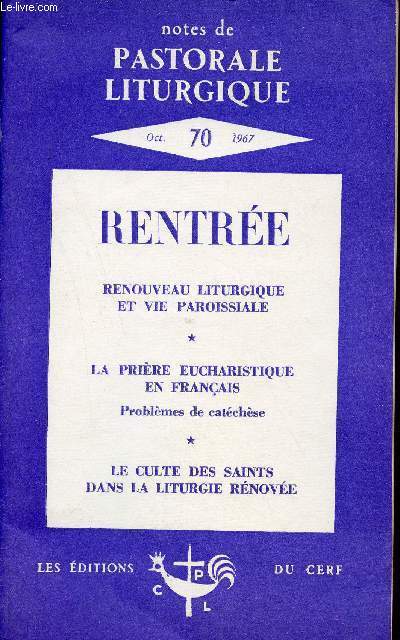 Le-livre.com
notes de
PASTORALE
LITURGIQUE
Oct. 70 1967
RENTRÉE
RENOUVEAU LITURGIQUE
ET VIE PAROISSIALE
★
LA PRIÈRE EUCHARISTIQUE
EN FRANÇAIS
Problèmes de catéchèse
★
LE CULTE DES SAINTS
DANS LA LITURGIE RÉNOVÉE
LES ÉDITIONS DU CERF
C P L